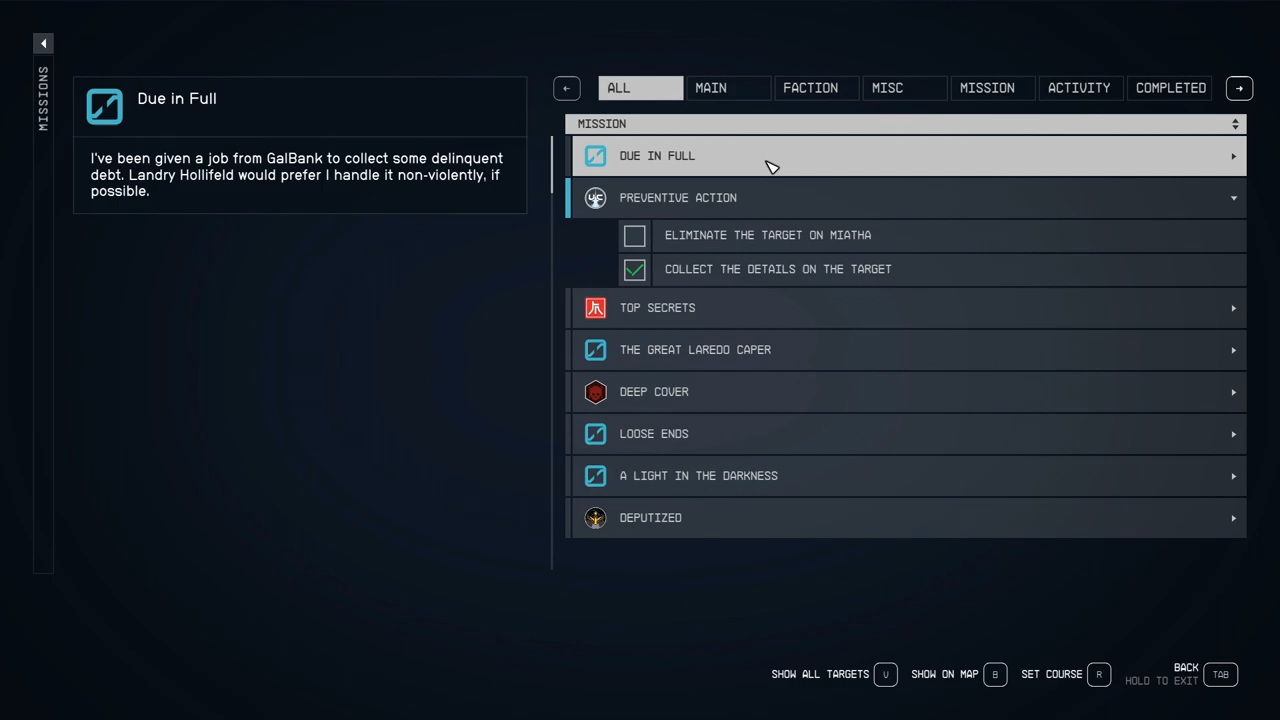 MISSIONS
Due in Full
I've been given a job from GalBank to collect some delinquent
debt. Landry Hollifeld would prefer I handle it non-violently, if
possible.
ALL
MAIN
FACTION
MISC
MISSION
ACTIVITY
COMPLETED
MISSION
DUE IN FULL
PREVENTIVE ACTION
ELIMINATE THE TARGET ON MIATHA
COLLECT THE DETAILS ON THE TARGET
TOP SECRETS
THE GREAT LAREDO CAPER
DEEP COVER
LOOSE ENDS
A LIGHT IN THE DARKNESS
DEPUTIZED
SHOW ALL TARGETS V
SHOW ON MAP B
SET COURSE R
BACK
HOLD TO EXIT
TAB